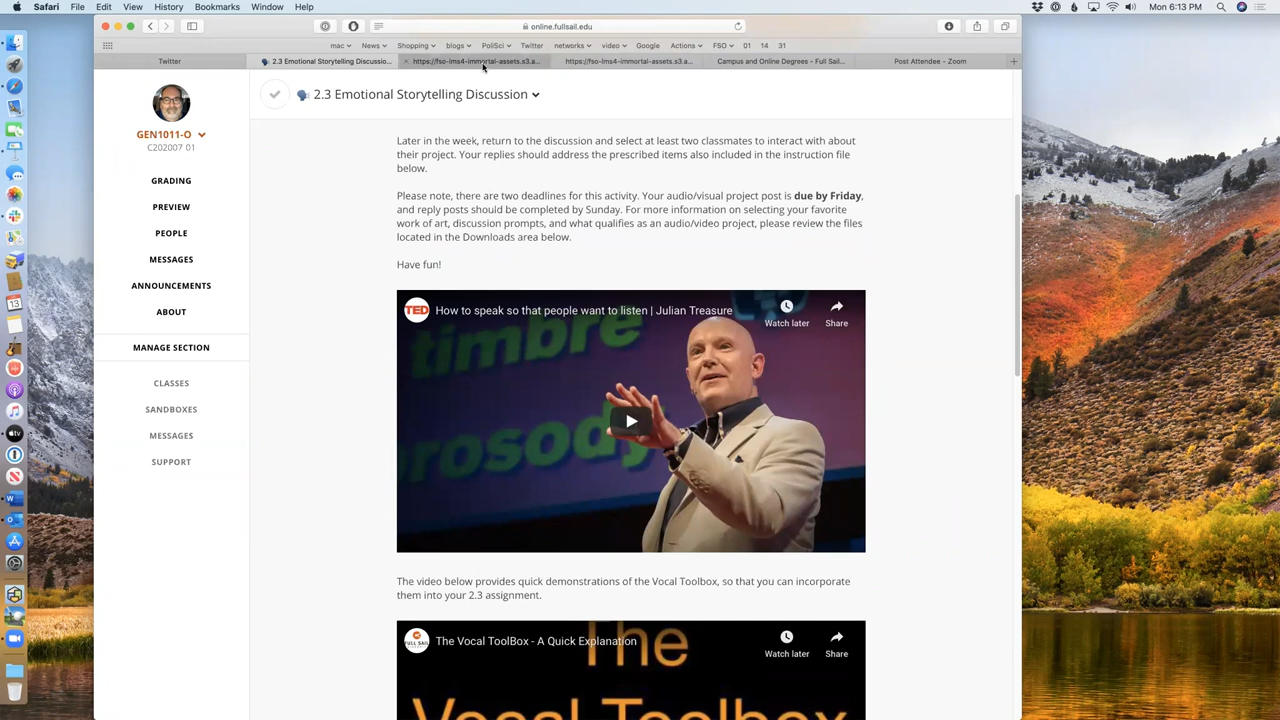 Safari File Edit View History Bookmarks Window Help Mon 6:13 PM
online.fullsail.edu
mac News Shopping blogs PoliSci Twitter networks video Google Actions FSO 01 14 31
Twitter 2.3 Emotional Storytelling Discussio... https://fso-lms4-immortal-assets.s3.a... https://fso-lms4-immortal-assets.s3.a... Campus and Online Degrees - Full Sail... Post Attendee - Zoom
2.3 Emotional Storytelling Discussion
GEN1011-O
C202007 01
GRADING
PREVIEW
PEOPLE
MESSAGES
ANNOUNCEMENTS
ABOUT
MANAGE SECTION
CLASSES
SANDBOXES
MESSAGES
SUPPORT
Later in the week, return to the discussion and select at least two classmates to interact with about
their project. Your replies should address the prescribed items also included in the instruction file
below.
Please note, there are two deadlines for this activity. Your audio/visual project post is due by Friday,
and reply posts should be completed by Sunday. For more information on selecting your favorite
work of art, discussion prompts, and what qualifies as an audio/video project, please review the files
located in the Downloads area below.
Have fun!
TED How to speak so that people want to listen | Julian Treasure
Watch later Share
timbre
prosody
The video below provides quick demonstrations of the Vocal Toolbox, so that you can incorporate
them into your 2.3 assignment.
FULL SAIL The Vocal ToolBox - A Quick Explanation
Watch later Share
The
Vocal Toolbox